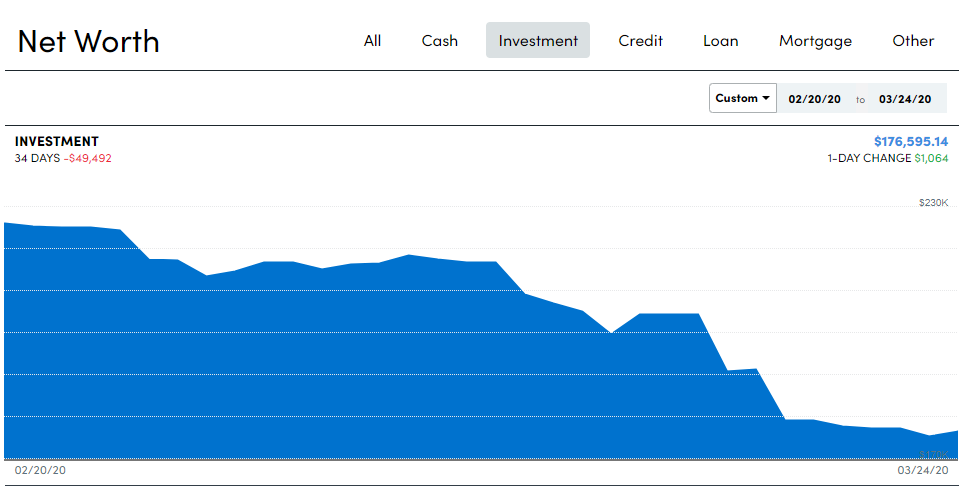 Net Worth
All Cash Investment Credit Loan Mortgage Other
Custom 02/20/20 to 03/24/20
INVESTMENT $176,595.14
34 DAYS -$49,492 1-DAY CHANGE $1,064
$230K
$170K
02/20/20 03/24/20